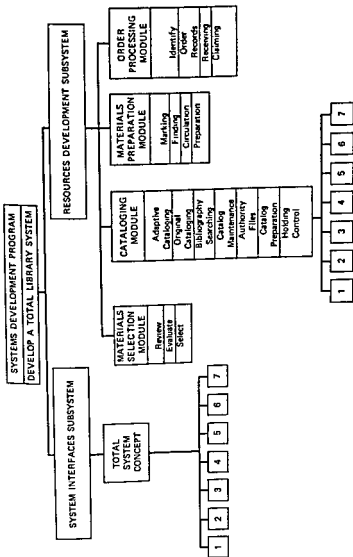 SYSTEMS DEVELOPMENT PROGRAM
DEVELOP A TOTAL LIBRARY SYSTEM
SYSTEM INTERFACES SUBSYSTEM
RESOURCES DEVELOPMENT SUBSYSTEM
TOTAL
SYSTEM
CONCEPT
1 2 3 4 5 6 7
MATERIALS
SELECTION
MODULE
Review
Evaluate
Select
CATALOGING
MODULE
Adaptive
Cataloging
Original
Cataloging
Bibliography
Searching
Catalog
Maintenance
Authority
Files
Catalog
Preparation
Holding
Control
1 2 3 4 5 6 7
MATERIALS
PREPARATION
MODULE
Marking
Finding
Circulation
Preparation
ORDER
PROCESSING
MODULE
Identify
Order
Records
Receiving
Claiming